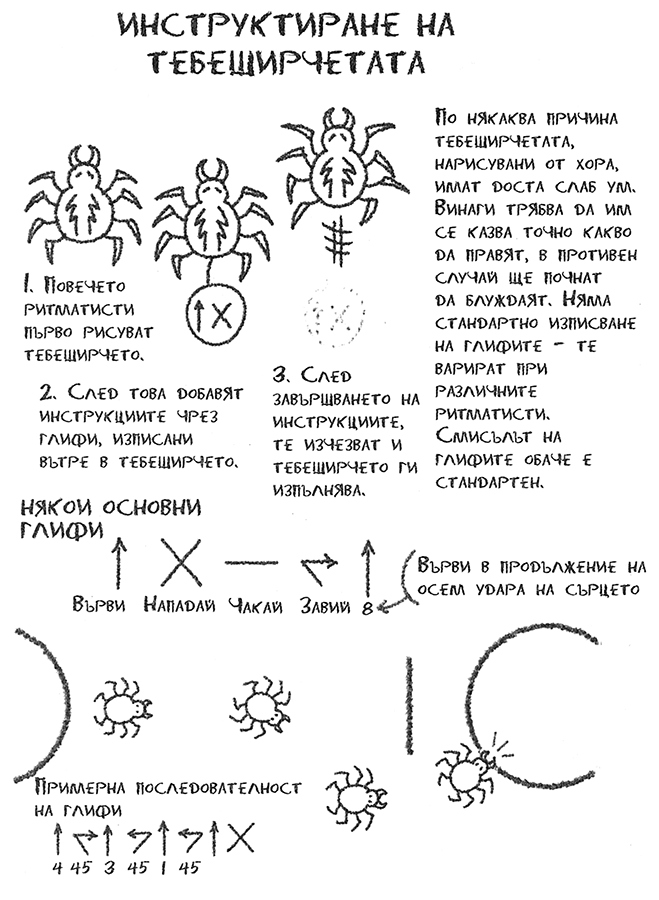 ИНСТРУКТИРАНЕ НА
ТЕБЕШИРЧЕТАТА
1. Повечето
ритматисти
първо рисуват
тебеширчето.
2. След това добавят
инструкциите чрез
глифи, изписани
вътре в тебеширчето.
3. След
завършването на
инструкциите,
те изчезват и
тебеширчето ги
изпълнява.
По някаква причина
тебеширчетата,
нарисувани от хора,
имат доста слаб ум.
Винаги трябва да им
се казва точно какво
да правят, в противен
случай ще почнат
да блуждаят. Няма
стандартно изписване
на глифите – те
варират при
различните
ритматисти.
Смисълът на
глифите обаче е
стандартен.
НЯКОИ ОСНОВНИ
ГЛИФИ
Върви Нападай Чакай Завий 8
Върви в продължение на
осем удара на сърцето
Примерна последователност
на глифи
4 45 3 45 1 45